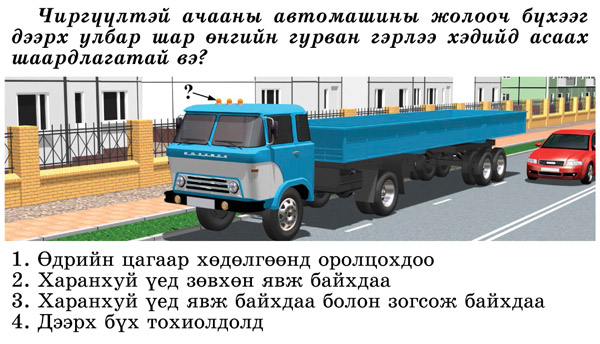 Чиргүүлтэй ачааны автомашины жолооч бүхээг
дээрх улбар шар өнгийн гурван гэрлээ хэдийд асаах
шаардлагатай вэ?
?
1. Өдрийн цагаар хөдөлгөөнд оролцохдоо
2. Харанхуй үед зөвхөн явж байхдаа
3. Харанхуй үед явж байхдаа болон зогсож байхдаа
4. Дээрх бүх тохиолдолд